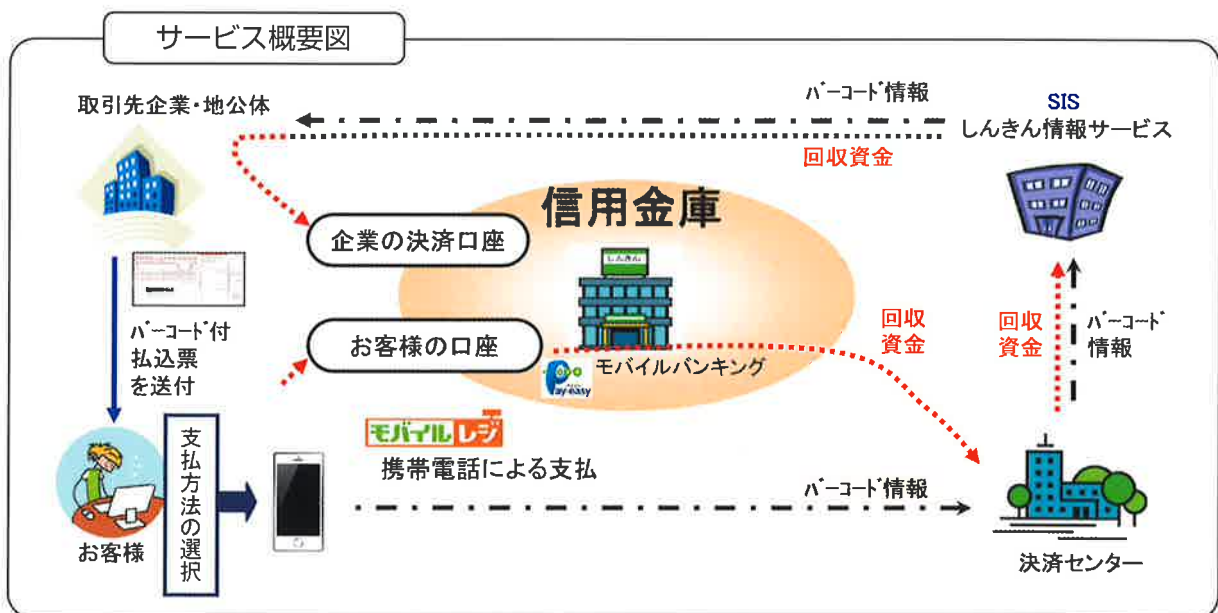 サービス概要図
取引先企業・地公体
バーコード情報
回収資金
SIS
しんきん情報サービス
信用金庫
企業の決済口座
しんきん
お客様の口座
Pay-easy
モバイルバンキング
バーコード付
払込票
を送付
回収
資金
回収
資金
バーコード
情報
モバイルレジ
携帯電話による支払
支払方法の選択
お客様
バーコード情報
決済センター